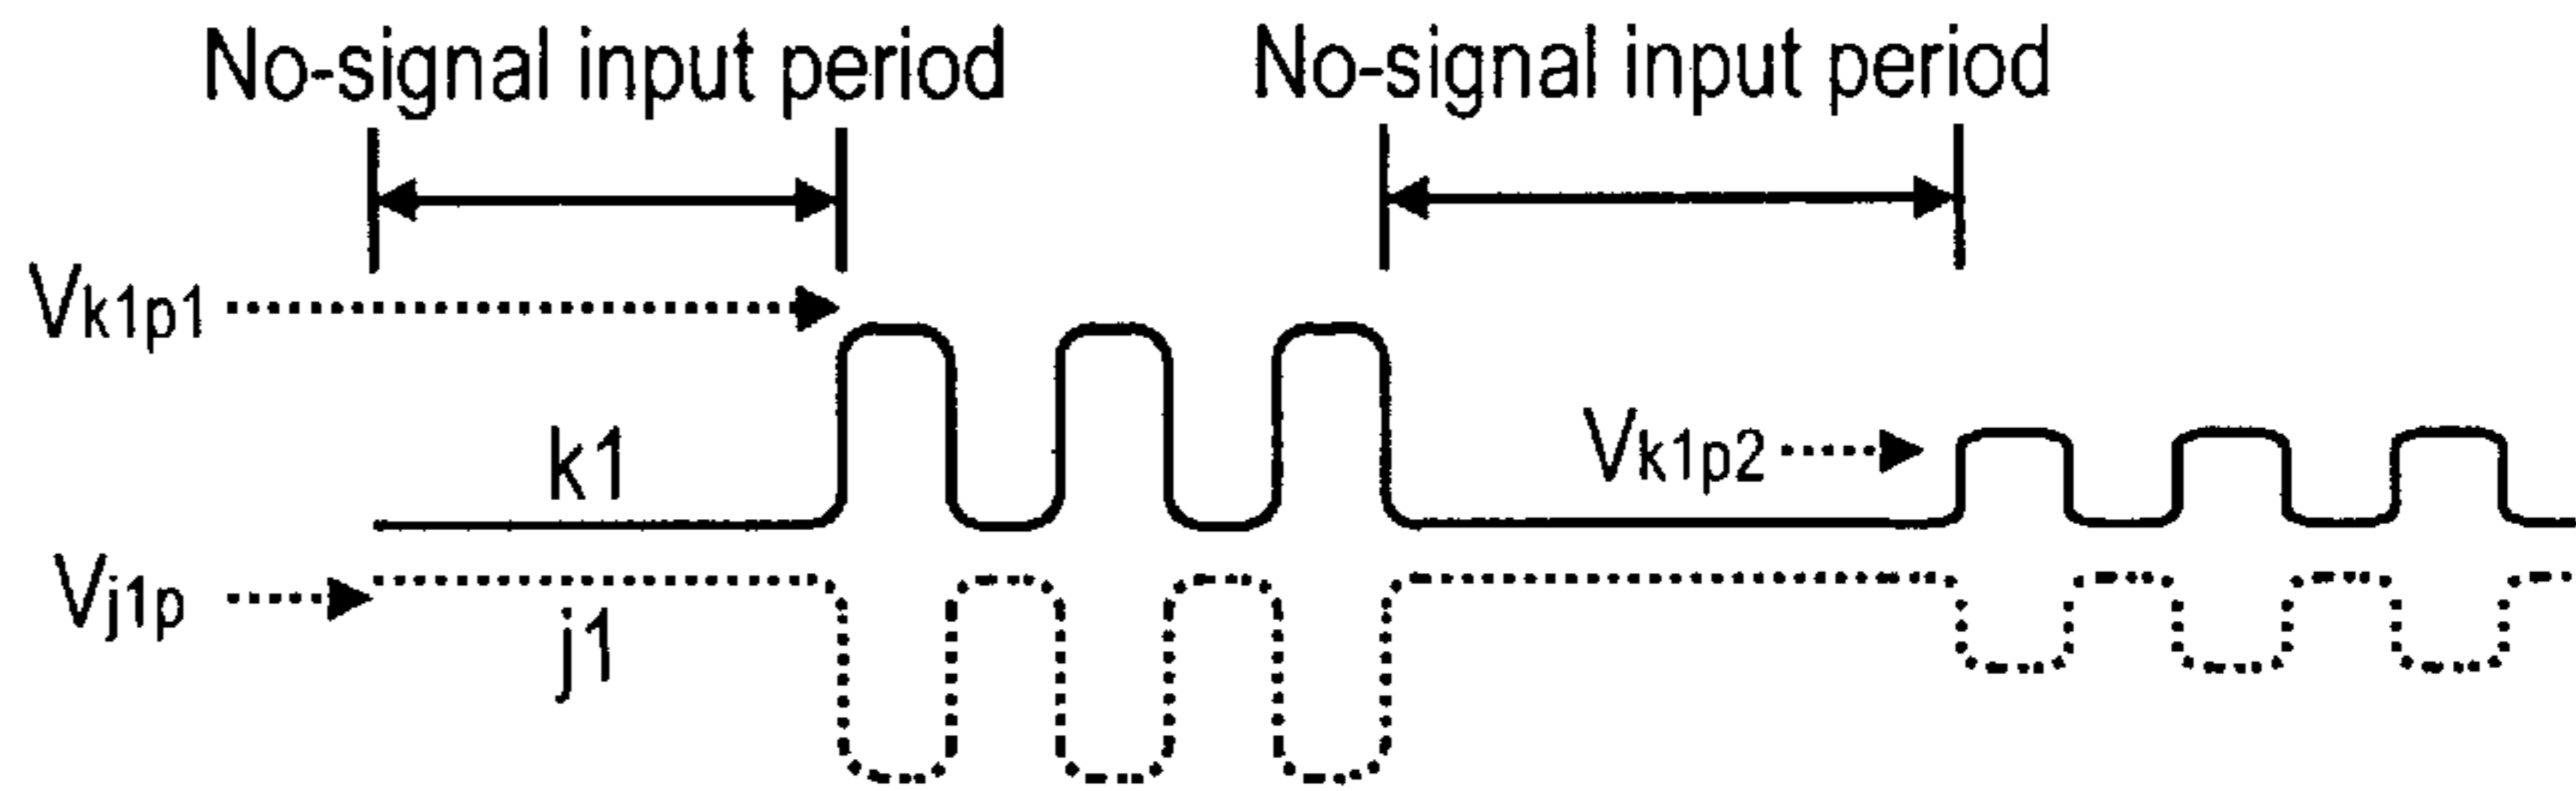 No-signal input period
No-signal input period
Vk1p1
k1
Vk1p2
Vj1p
j1